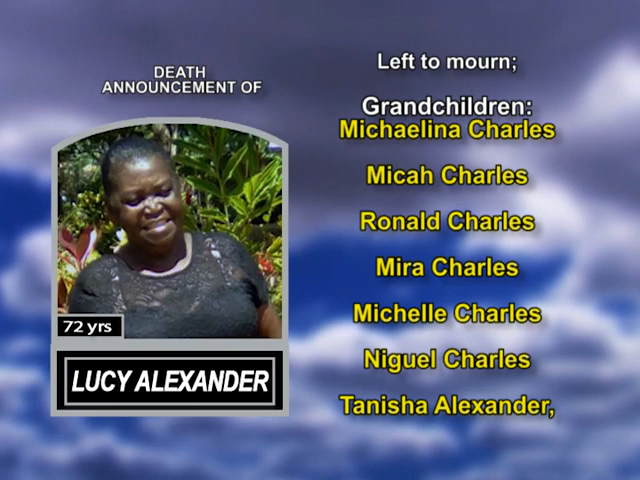 DEATH
ANNOUNCEMENT OF
72 yrs
LUCY ALEXANDER
Left to mourn;
Grandchildren:
Michaelina Charles
Micah Charles
Ronald Charles
Mira Charles
Michelle Charles
Niguel Charles
Tanisha Alexander,